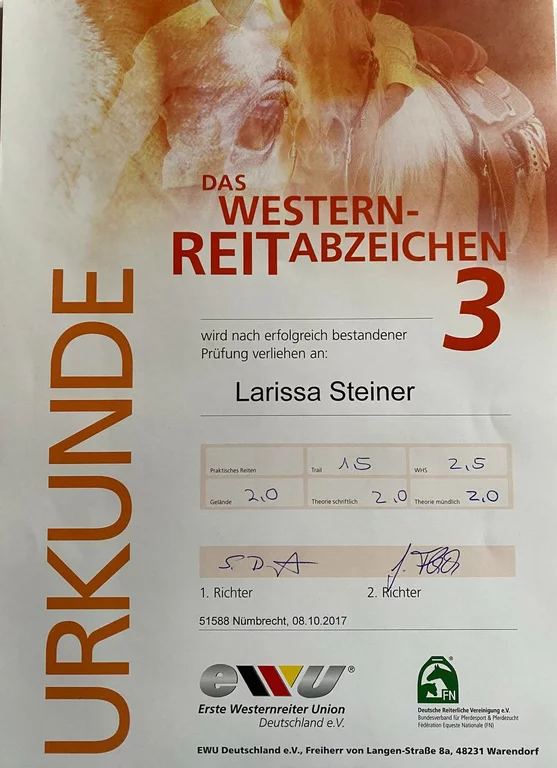 DAS
WESTERN-
REITABZEICHEN
3
URKUNDE
wird nach erfolgreich bestandener
Prüfung verliehen an:
Larissa Steiner
Praktisches Reiten
Trail 1,5
WHS 2,5
Gelände 2,0
Theorie schriftlich 2,0
Theorie mündlich 2,0
1. Richter
2. Richter
51588 Nümbrecht, 08.10.2017
ewu®
Erste Westernreiter Union
Deutschland e.V.
FN
®
Deutsche Reiterliche Vereinigung e.V.
Bundesverband für Pferdesport & Pferdezucht
Fédération Equestre Nationale (FN)
EWU Deutschland e.V., Freiherr von Langen-Straße 8a, 48231 Warendorf